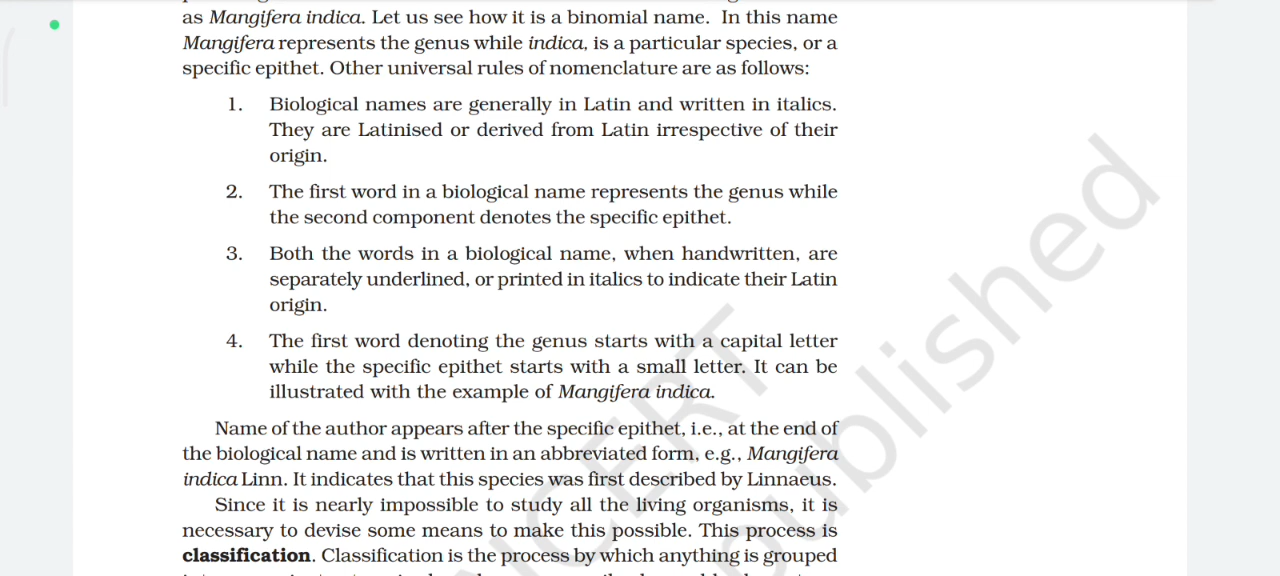 as Mangifera indica. Let us see how it is a binomial name. In this name
Mangifera represents the genus while indica, is a particular species, or a
specific epithet. Other universal rules of nomenclature are as follows:
1. Biological names are generally in Latin and written in italics.
They are Latinised or derived from Latin irrespective of their
origin.
2. The first word in a biological name represents the genus while
the second component denotes the specific epithet.
3. Both the words in a biological name, when handwritten, are
separately underlined, or printed in italics to indicate their Latin
origin.
4. The first word denoting the genus starts with a capital letter
while the specific epithet starts with a small letter. It can be
illustrated with the example of Mangifera indica.
Name of the author appears after the specific epithet, i.e., at the end of
the biological name and is written in an abbreviated form, e.g., Mangifera
indica Linn. It indicates that this species was first described by Linnaeus.
Since it is nearly impossible to study all the living organisms, it is
necessary to devise some means to make this possible. This process is
classification. Classification is the process by which anything is grouped
NCERT
published